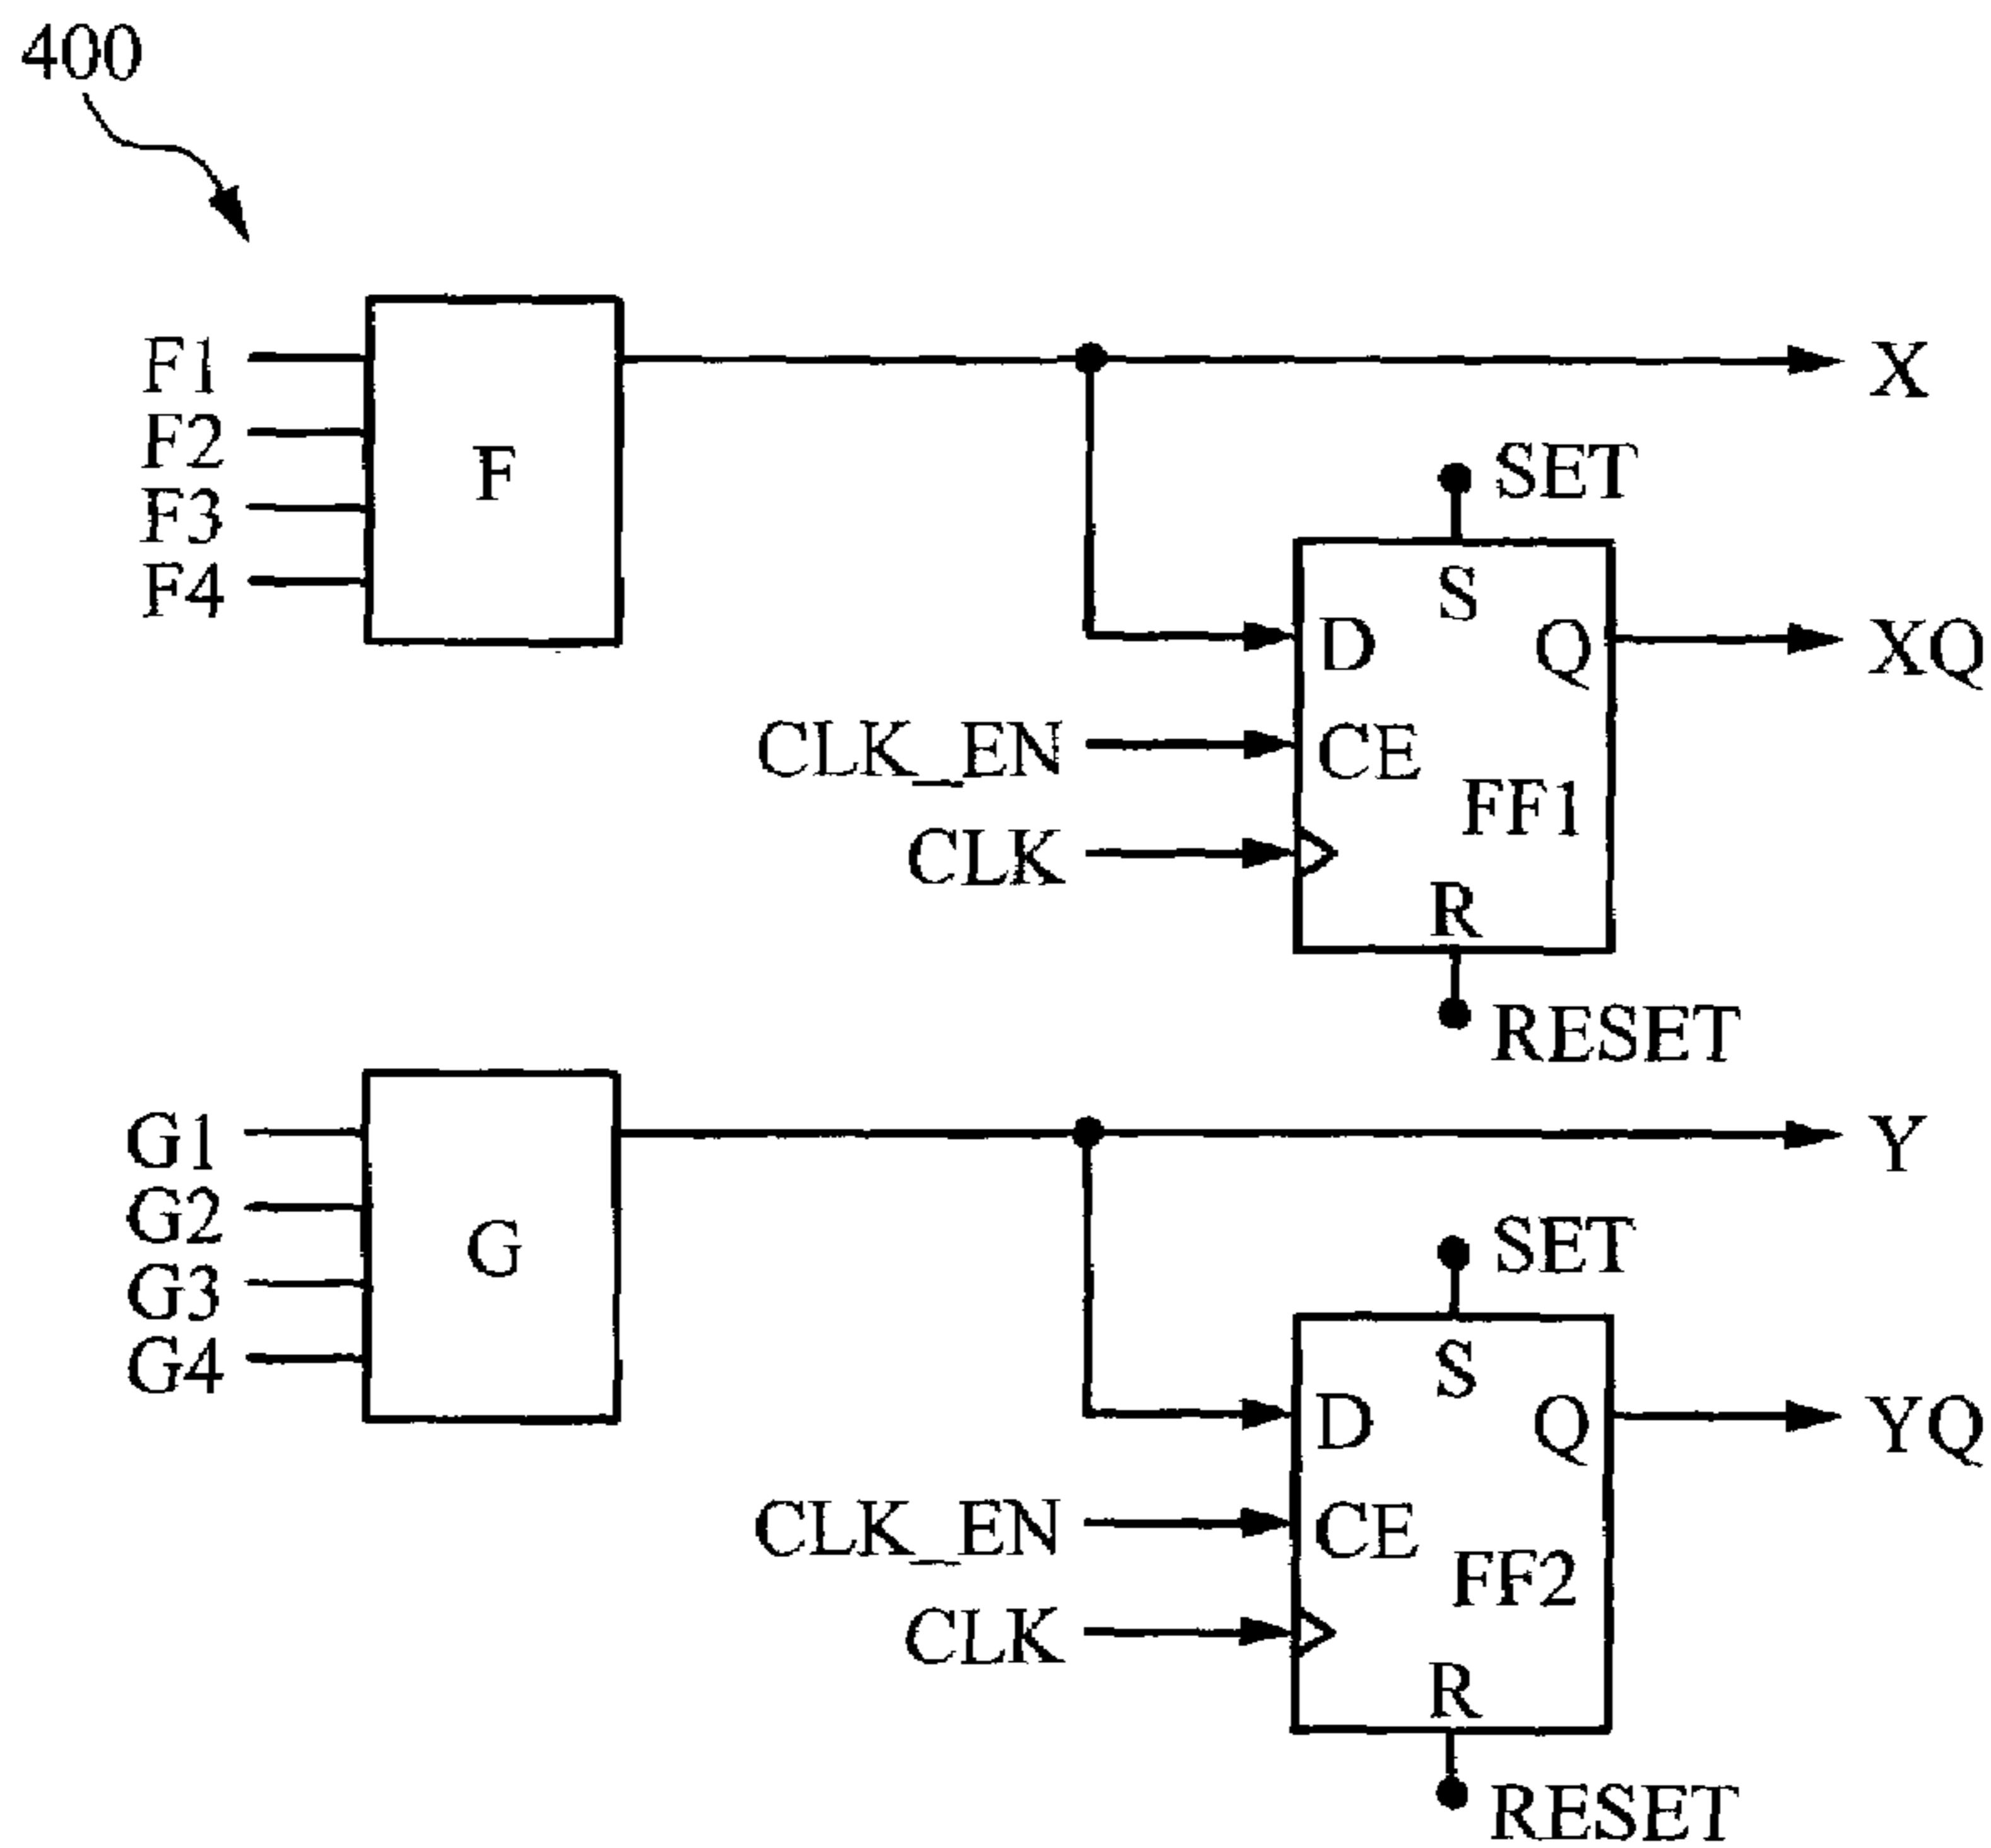 400
F1
F2
F3
F4
F
X
SET
S
D
Q
XQ
CLK_EN
CE
FF1
CLK
R
RESET
G1
G2
G3
G4
G
Y
SET
S
D
Q
YQ
CLK_EN
CE
FF2
CLK
R
RESET